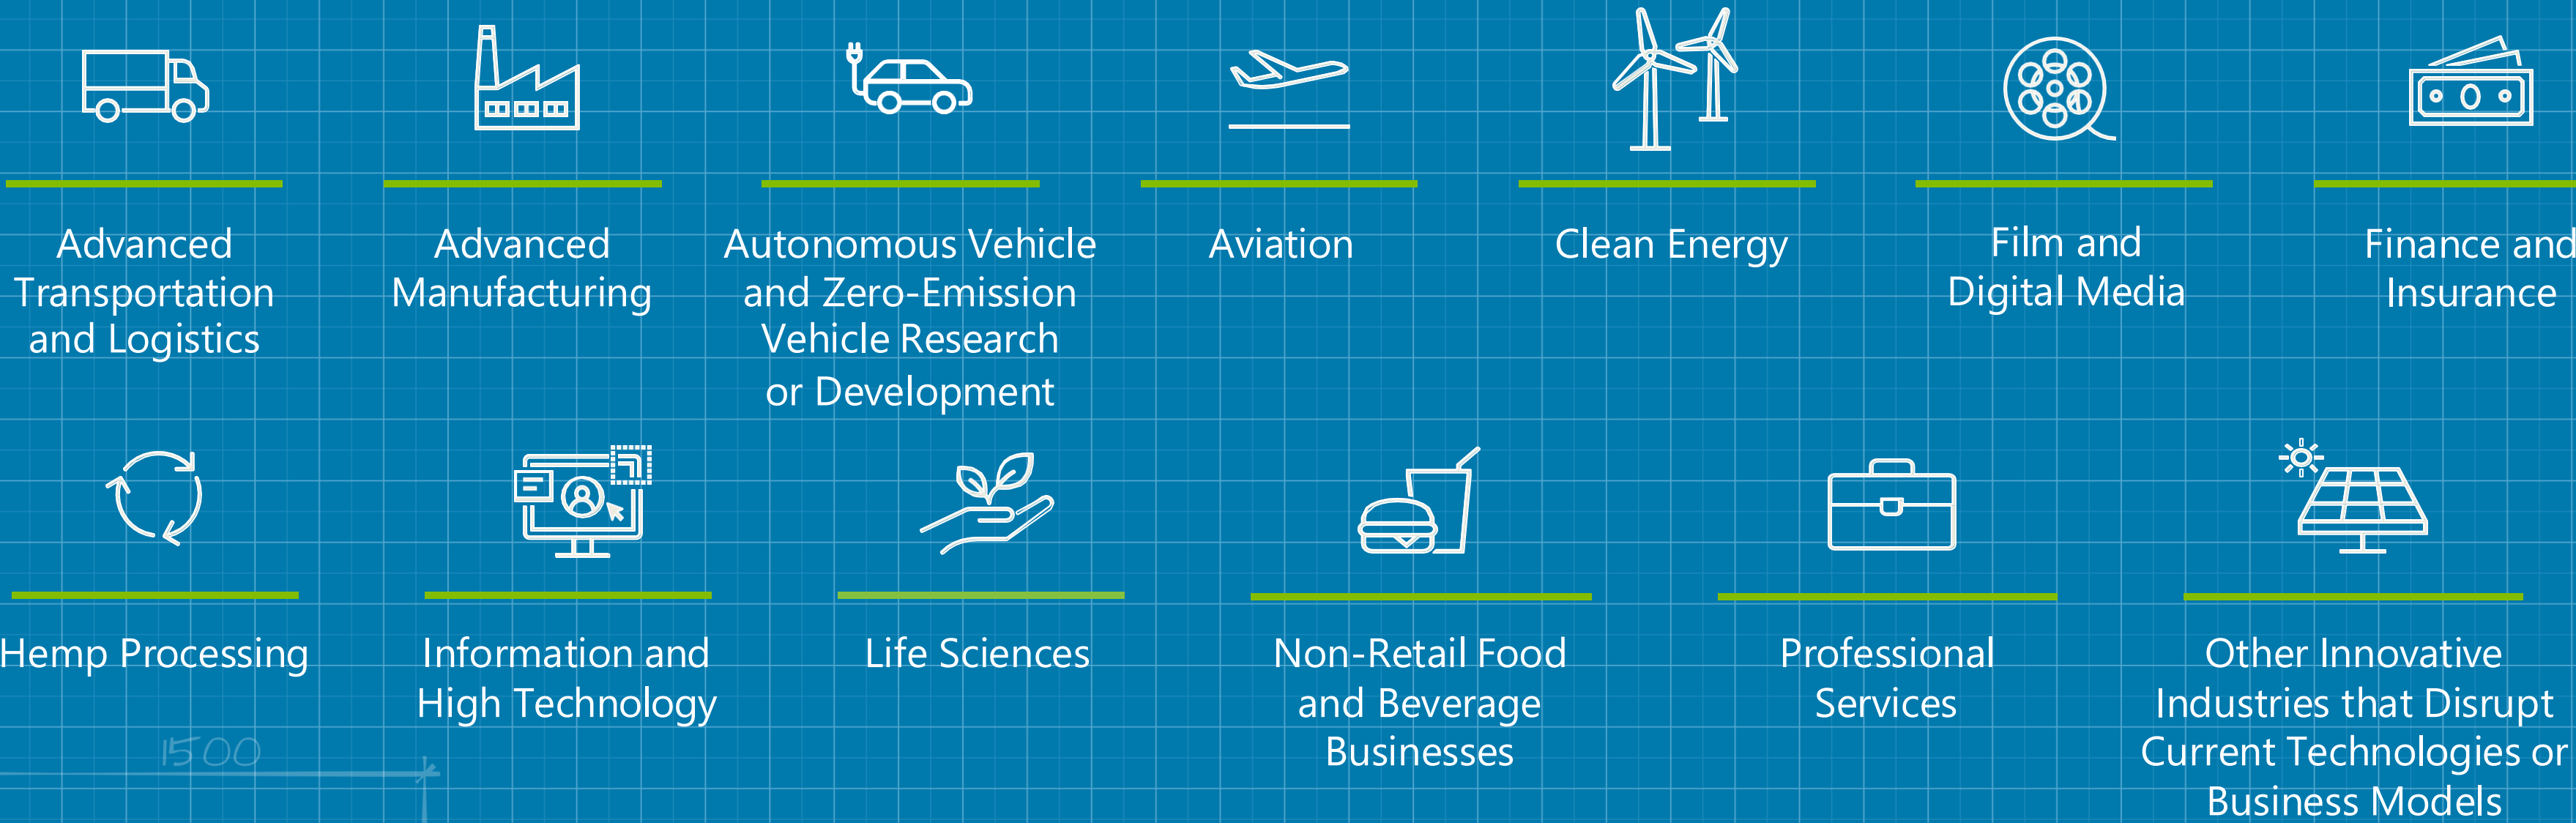 Advanced
Transportation
and Logistics
Advanced
Manufacturing
Autonomous Vehicle
and Zero-Emission
Vehicle Research
or Development
Aviation
Clean Energy
Film and
Digital Media
Finance and
Insurance
Hemp Processing
Information and
High Technology
Life Sciences
Non-Retail Food
and Beverage
Businesses
Professional
Services
Other Innovative
Industries that Disrupt
Current Technologies or
Business Models
1500